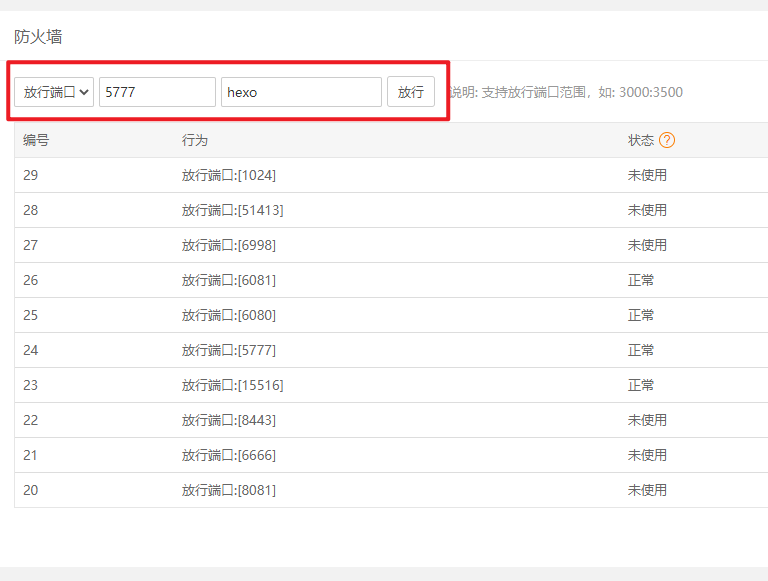 防火墙
放行端口 5777 hexo 放行 说明: 支持放行端口范围，如: 3000:3500
编号 行为 状态 ?
29 放行端口:[1024] 未使用
28 放行端口:[51413] 未使用
27 放行端口:[6998] 未使用
26 放行端口:[6081] 正常
25 放行端口:[6080] 正常
24 放行端口:[5777] 正常
23 放行端口:[15516] 正常
22 放行端口:[8443] 未使用
21 放行端口:[6666] 未使用
20 放行端口:[8081] 未使用